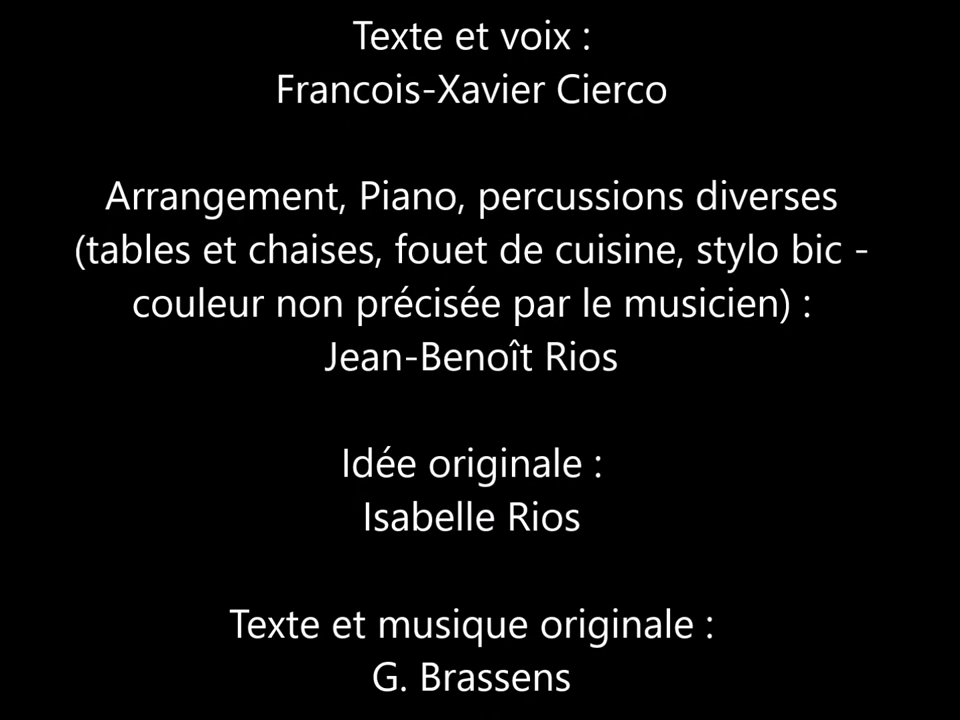 Texte et voix :
Francois-Xavier Cierco
Arrangement, Piano, percussions diverses
(tables et chaises, fouet de cuisine, stylo bic -
couleur non précisée par le musicien) :
Jean-Benoît Rios
Idée originale :
Isabelle Rios
Texte et musique originale :
G. Brassens